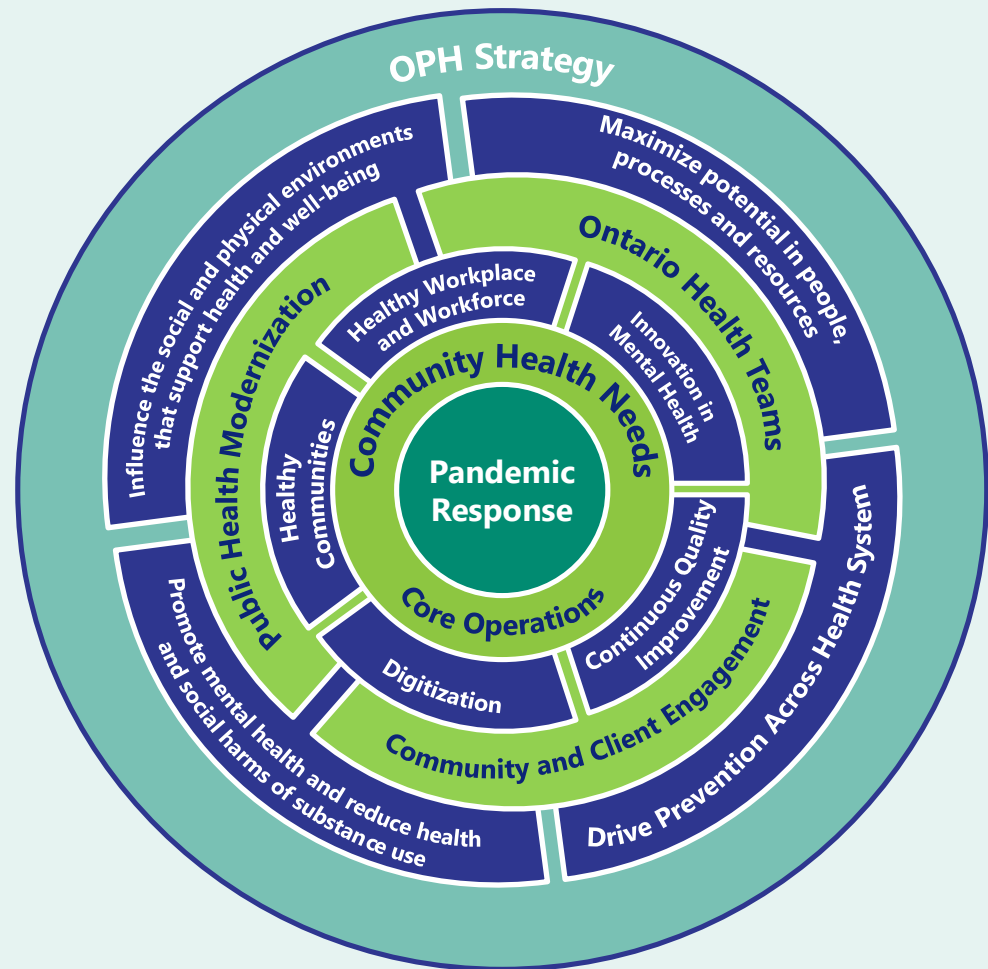 OPH Strategy
Influence the social and physical environments
that support health and well-being
Maximize potential in people,
processes and resources
Public Health Modernization
Ontario Health Teams
Healthy Workplace
and Workforce
Innovation in
Mental Health
Community Health Needs
Healthy
Communities
Pandemic
Response
Core Operations
Continuous Quality
Improvement
Digitization
Community and Client Engagement
Drive Prevention Across Health System
Promote mental health and reduce health
and social harms of substance use